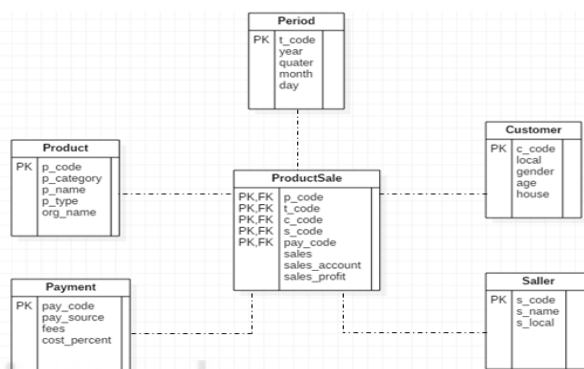 Period
PK t_code
year
quater
month
day
Product
PK p_code
p_category
p_name
p_type
org_name
ProductSale
PK,FK p_code
PK,FK t_code
PK,FK c_code
PK,FK s_code
PK,FK pay_code
sales
sales_account
sales_profit
Customer
PK c_code
local
gender
age
house
Payment
PK pay_code
pay_source
fees
cost_percent
Saller
PK s_code
s_name
s_local